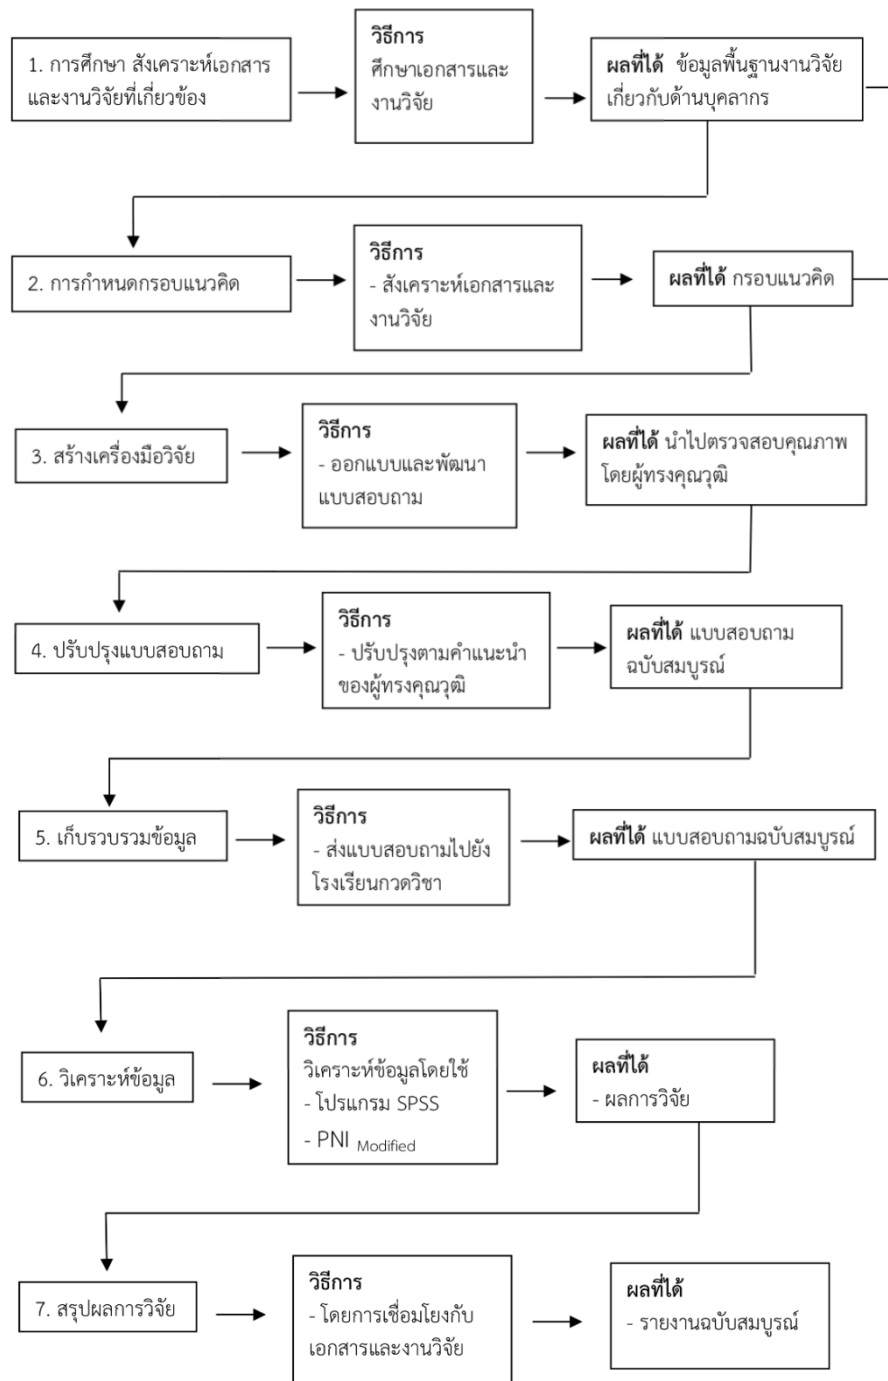 1. การศึกษา สังเคราะห์เอกสาร
และงานวิจัยที่เกี่ยวข้อง
วิธีการ
ศึกษาเอกสารและ
งานวิจัย
ผลที่ได้ ข้อมูลพื้นฐานงานวิจัย
เกี่ยวกับด้านบุคลากร
2. การกำหนดกรอบแนวคิด
วิธีการ
- สังเคราะห์เอกสารและ
งานวิจัย
ผลที่ได้ กรอบแนวคิด
3. สร้างเครื่องมือวิจัย
วิธีการ
- ออกแบบและพัฒนา
แบบสอบถาม
ผลที่ได้ นำไปตรวจสอบคุณภาพ
โดยผู้ทรงคุณวุฒิ
4. ปรับปรุงแบบสอบถาม
วิธีการ
- ปรับปรุงตามคำแนะนำ
ของผู้ทรงคุณวุฒิ
ผลที่ได้ แบบสอบถาม
ฉบับสมบูรณ์
5. เก็บรวบรวมข้อมูล
วิธีการ
- ส่งแบบสอบถามไปยัง
โรงเรียนกวดวิชา
ผลที่ได้ แบบสอบถามฉบับสมบูรณ์
6. วิเคราะห์ข้อมูล
วิธีการ
วิเคราะห์ข้อมูลโดยใช้
- โปรแกรม SPSS
- PNI Modified
ผลที่ได้
- ผลการวิจัย
7. สรุปผลการวิจัย
วิธีการ
- โดยการเชื่อมโยงกับ
เอกสารและงานวิจัย
ผลที่ได้
- รายงานฉบับสมบูรณ์